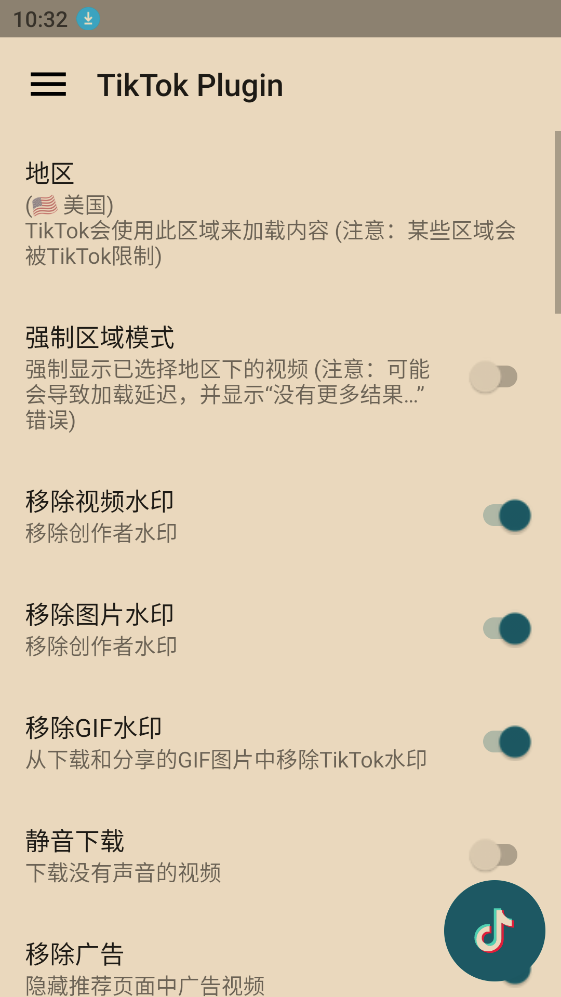 10:32
TikTok Plugin
地区
(🇺🇸 美国)
TikTok会使用此区域来加载内容 (注意：某些区域会
被TikTok限制)
强制区域模式
强制显示已选择地区下的视频 (注意：可能
会导致加载延迟，并显示“没有更多结果…”
错误)
移除视频水印
移除创作者水印
移除图片水印
移除创作者水印
移除GIF水印
从下载和分享的GIF图片中移除TikTok水印
静音下载
下载没有声音的视频
移除广告
隐藏推荐页面中广告视频